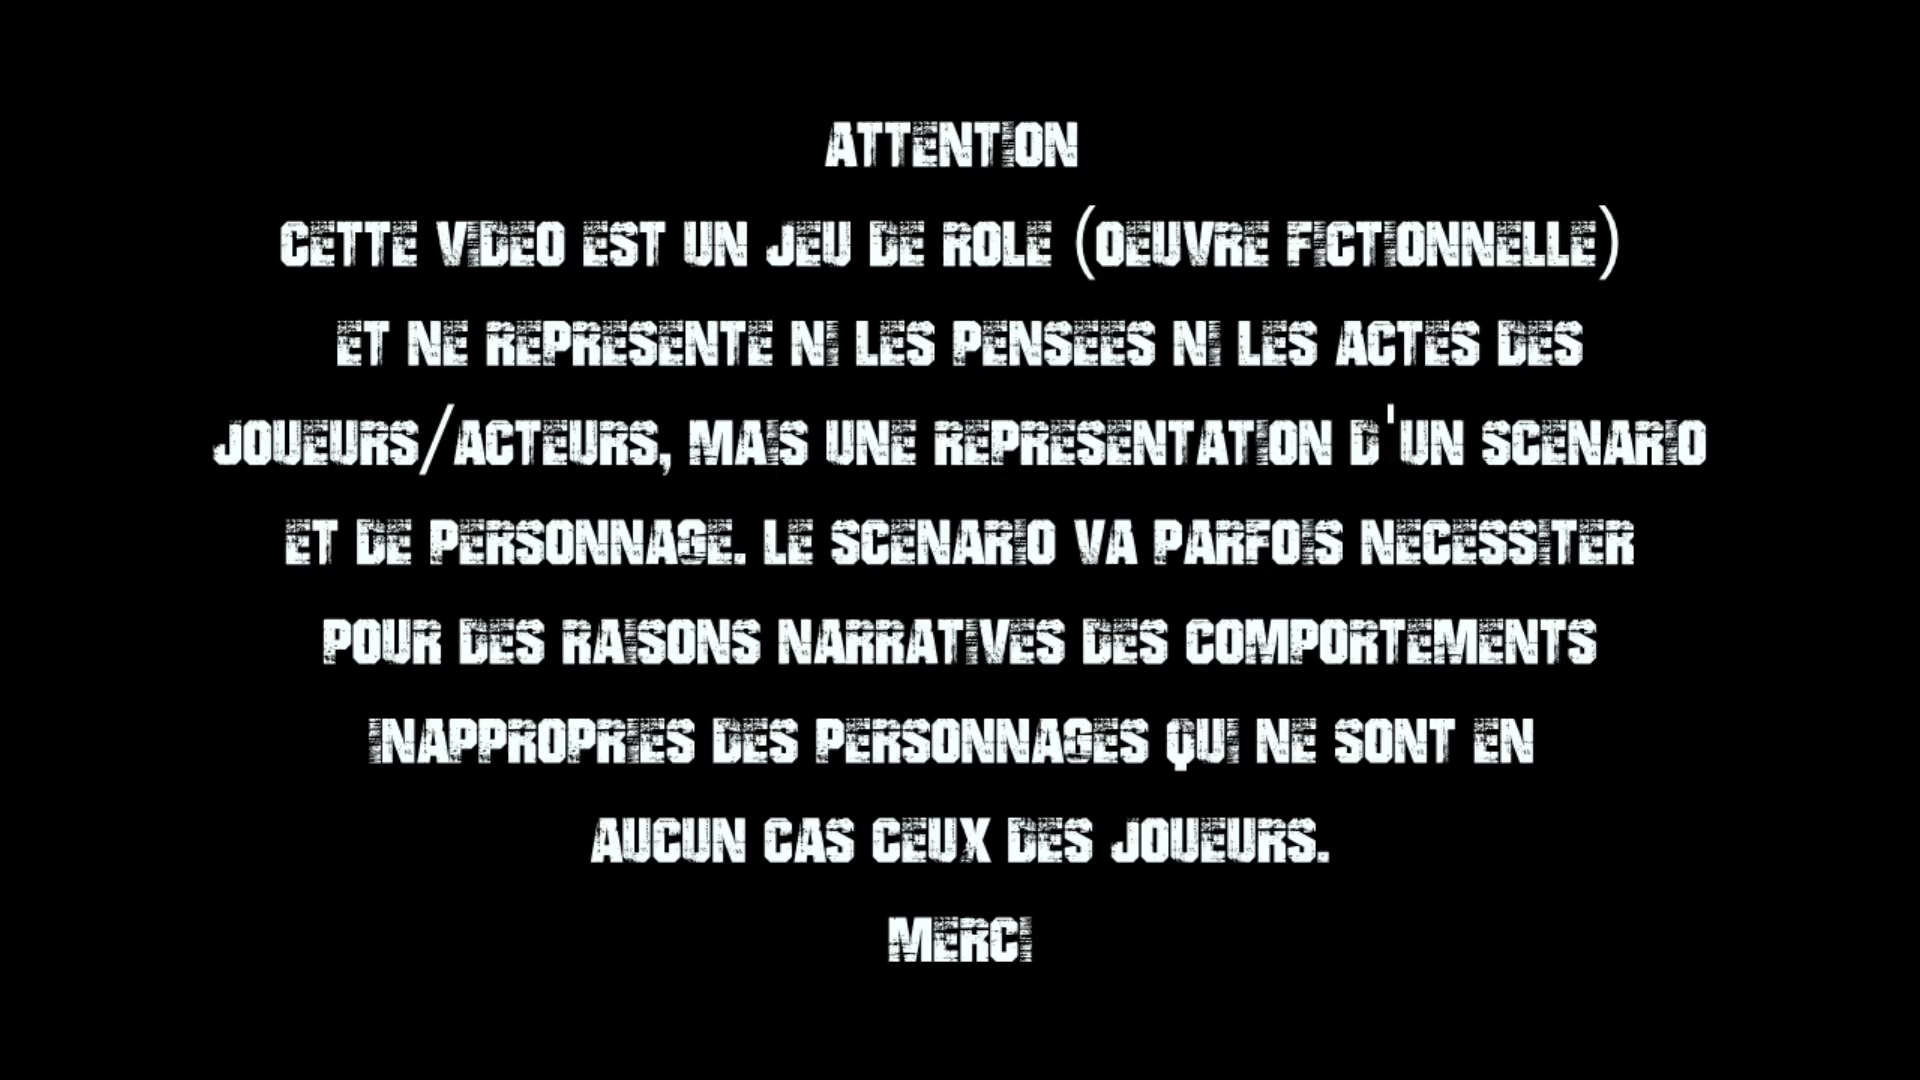 ATTENTION
CETTE VIDEO EST UN JEU DE ROLE (OEUVRE FICTIONNELLE)
ET NE REPRESENTE NI LES PENSEES NI LES ACTES DES
JOUEURS/ACTEURS, MAIS UNE REPRESENTATION D'UN SCENARIO
ET DE PERSONNAGE. LE SCENARIO VA PARFOIS NECESSITER
POUR DES RAISONS NARRATIVES DES COMPORTEMENTS
INAPPROPRIES DES PERSONNAGES QUI NE SONT EN
AUCUN CAS CEUX DES JOUEURS.
MERCI